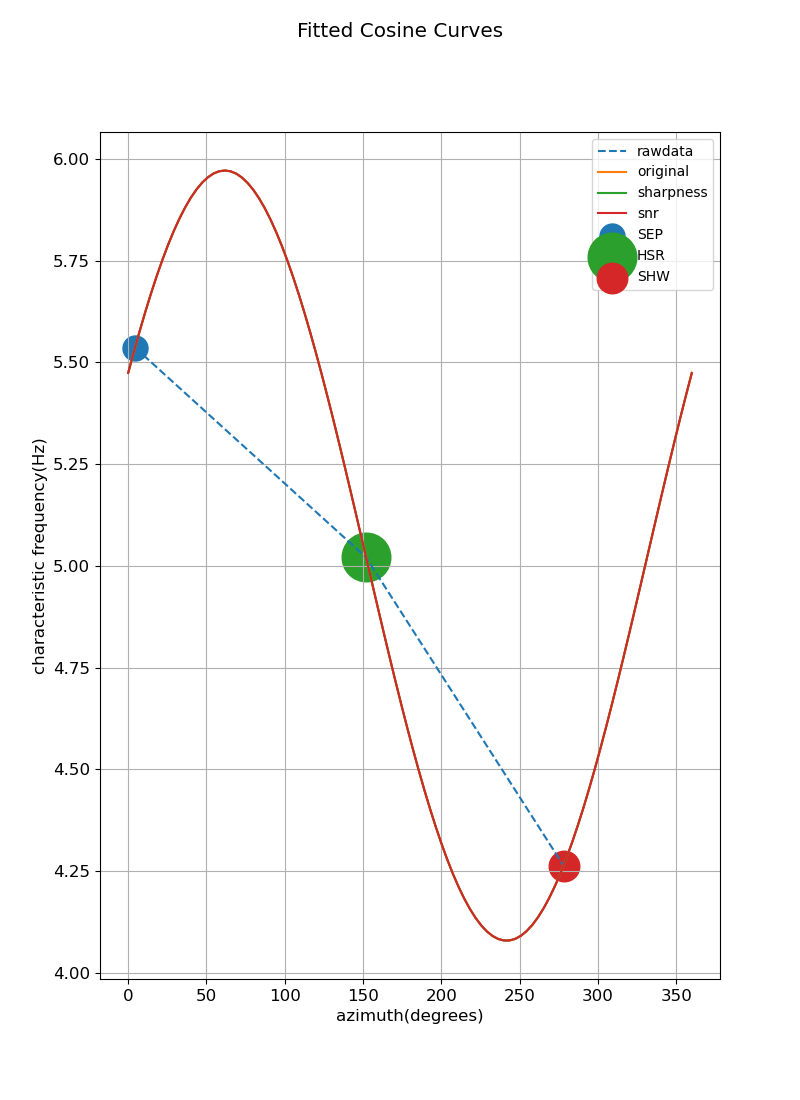 Fitted Cosine Curves
rawdata
original
sharpness
snr
SEP
HSR
SHW
6.00
5.75
5.50
5.25
5.00
4.75
4.50
4.25
4.00
characteristic frequency(Hz)
0 50 100 150 200 250 300 350
azimuth(degrees)